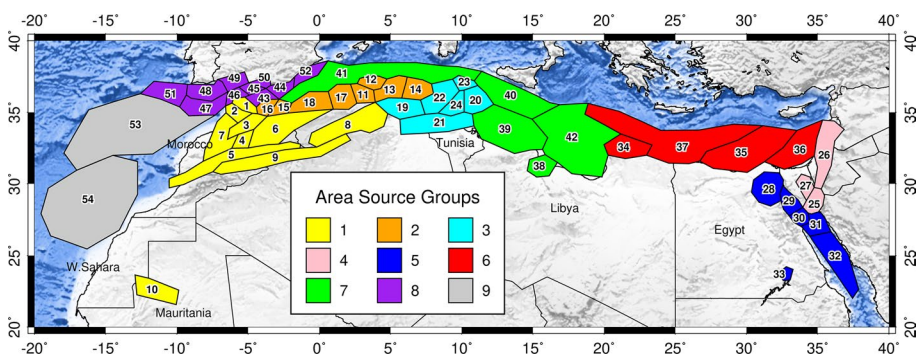 -20° -15° -10° -5° 0° 5° 10° 15° 20° 25° 30° 35° 40°
40° 40°
52
49 50 41
51 48 45 44 12 23
46 13 14
47 43 11 22 40
2 1 16 15 18 17 19 24 20
35° 53 35°
3 6 8 21
7 4 39 42
Morocco Tunisia 34 37 35 36 26
5 9
38
30° 30°
54 28 27
Area Source Groups 29 25
Libya 30
1 2 3 Egypt 31
25° 25°
W.Sahara 4 5 6 32
33
10
Mauritania 7 8 9
20° 20°
-20° -15° -10° -5° 0° 5° 10° 15° 20° 25° 30° 35° 40°